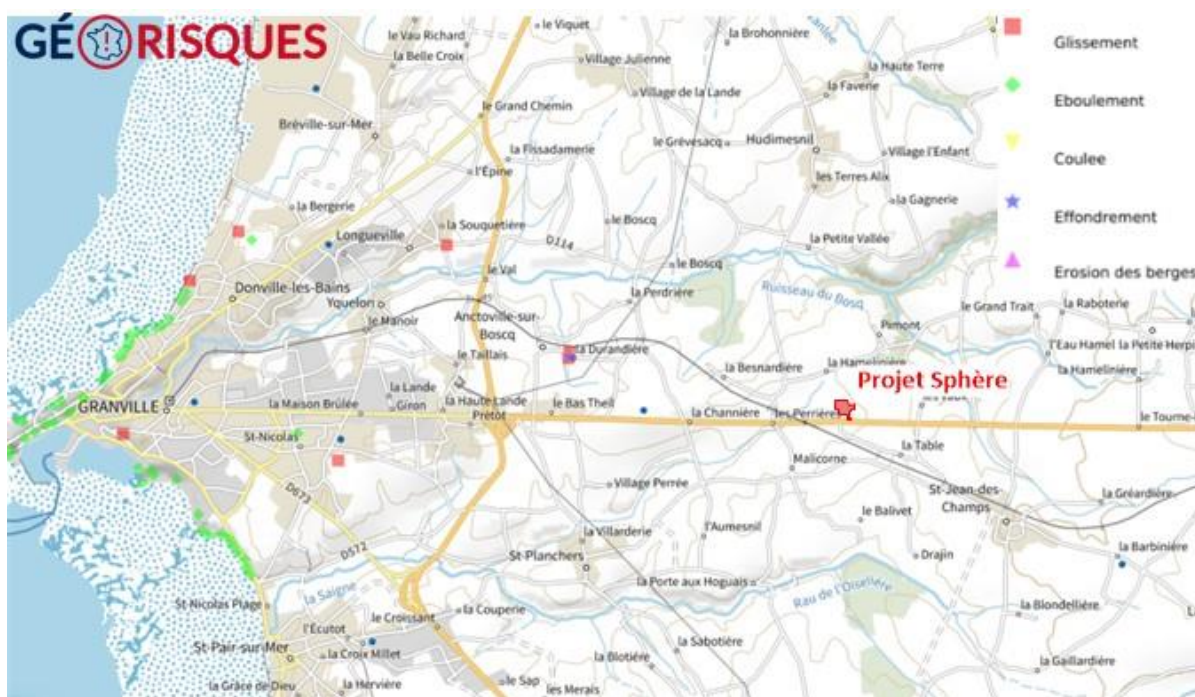 GÉORISQUES
Glissement
Eboulement
Coulee
Effondrement
Erosion des berges
le Viquet
le Vau Richard
la Belle Croix
la Brohonnière
Village Julienne
la Haute Terre
Village de la Lande
la Faverie
le Grand Chemin
Bréville-sur-Mer
le Grévesacq
Hudimesnil
Village l'Enfant
la Fissadamerie
l'Épine
les Terres Alix
la Gagnerie
la Bergerie
la Souquetière
le Boscq
Longueville
D114
la Petite Vallée
le Val
le Boscq
Donville-les-Bains
Yquelon
la Perdrière
Ruisseau du Bosq
le Grand Trait
la Raboterie
le Manoir
Anctoville-sur-
Boscq
Pimont
la Durandière
l'Eau Hamel
la Petite Herpi
le Taillais
la Besnardière
la Hamelinière
la Hamelinière
Projet Sphère
la Lande
GRANVILLE
la Maison Brûlée
Giron
la Haute Lande
Prétot
le Bas Theil
la Channière
les Perrières
le Tourne
St-Nicolas
la Table
Malicorne
D673
Village Perrée
St-Jean-des-
Champs
la Gréardière
la Villarderie
l'Aumesnil
le Balivet
D572
St-Planchers
Drajin
la Barbinière
la Porte aux Hoguais
la Saigne
Rau de l'Oisellère
St-Nicolas Plage
la Couperie
le Croissant
la Blondellière
l'Écutot
St-Pair-sur-Mer
la Croix Millet
la Sabotière
la Blotière
la Gaillardière
la Grâce de Dieu
la Hervière
le Sap
les Merais